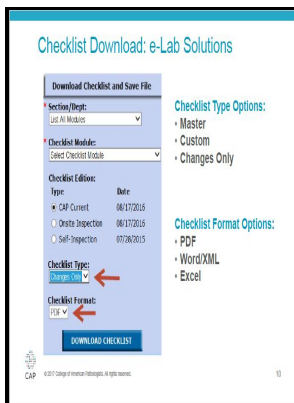 Checklist Download: e-Lab Solutions
Download Checklist and Save File
* Section/Dept:
List All Modules
* Checklist Module:
Select Checklist Module
Checklist Edition:
Type Date
CAP Current 08/17/2016
Onsite Inspection 08/17/2016
Self-Inspection 07/28/2015
Checklist Type:
Changes Only
Checklist Format:
PDF
DOWNLOAD CHECKLIST
Checklist Type Options:
• Master
• Custom
• Changes Only
Checklist Format Options:
• PDF
• Word/XML
• Excel
CAP
© 2017 College of American Pathologists. All rights reserved.
10